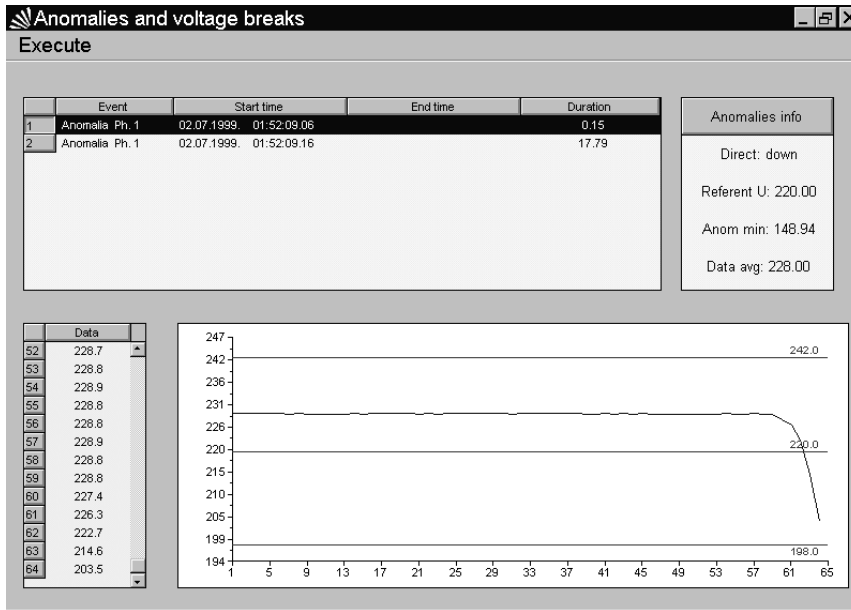 Anomalies and voltage breaks
Execute
Event Start time End time Duration
1 Anomalia Ph. 1 02.07.1999. 01:52:09.06 0.15
2 Anomalia Ph. 1 02.07.1999. 01:52:09.16 17.79
Anomalies info
Direct: down
Referent U: 220.00
Anom min: 148.94
Data avg: 228.00
Data
52 228.7
53 228.8
54 228.9
55 228.8
56 228.8
57 228.9
58 228.8
59 228.8
60 227.4
61 226.3
62 222.7
63 214.6
64 203.5
247
242
236
231
226
220
215
210
205
199
194
242.0
220.0
198.0
1 5 9 13 17 21 25 29 33 37 41 45 49 53 57 61 65